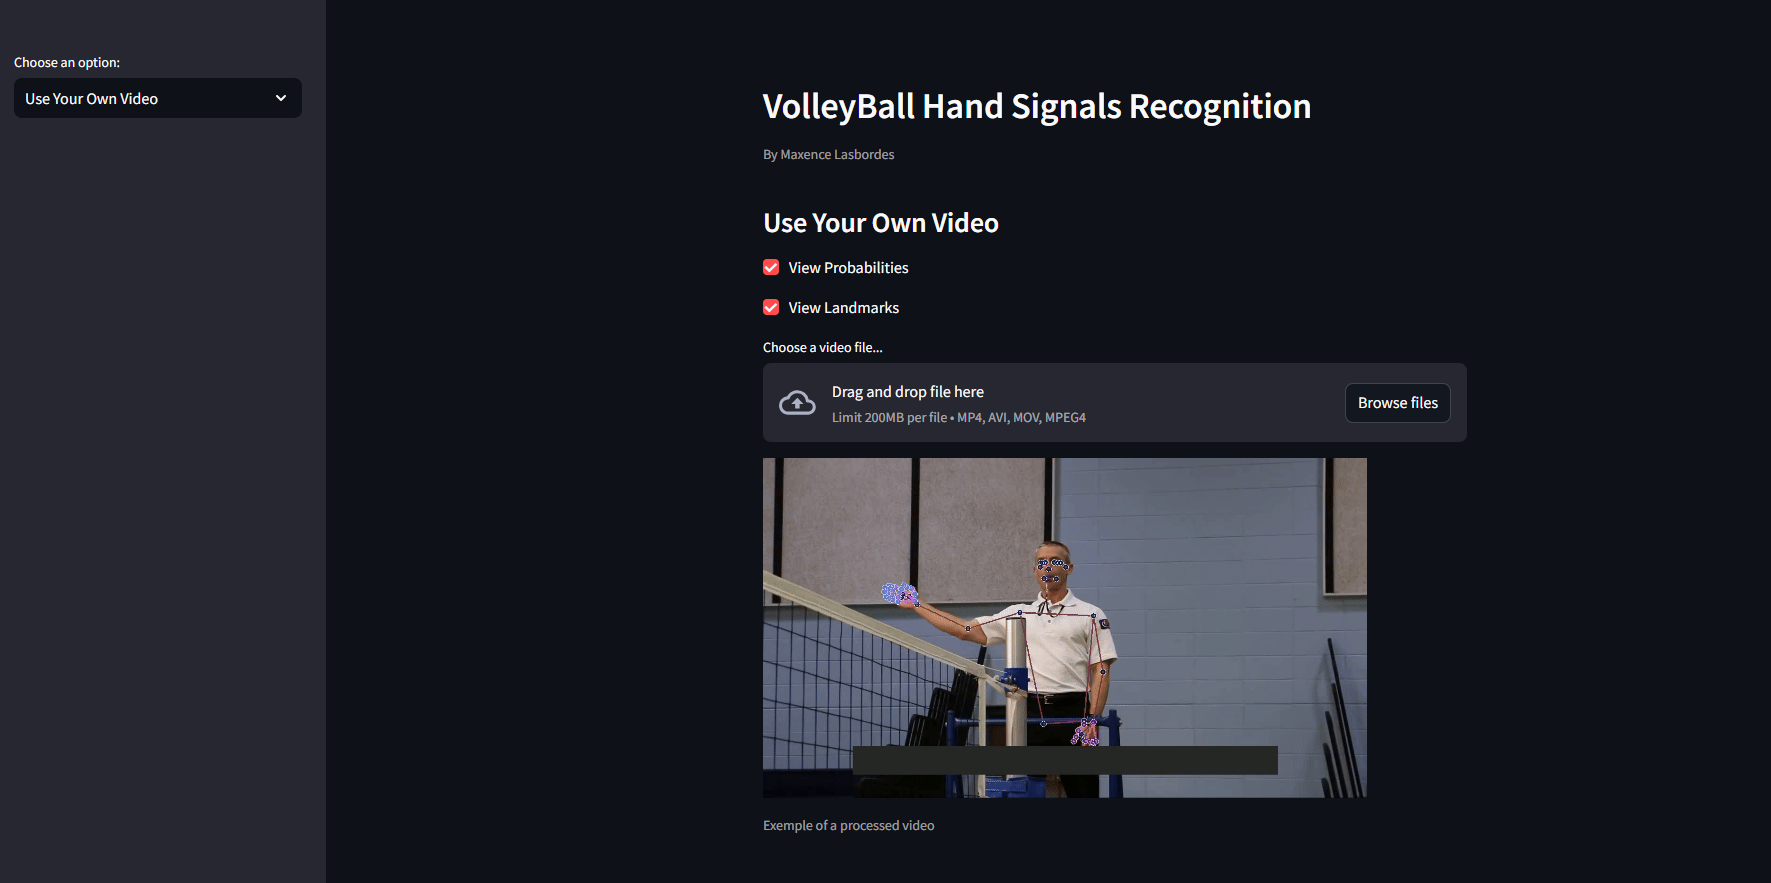 Choose an option:
Use Your Own Video
VolleyBall Hand Signals Recognition
By Maxence Lasbordes
Use Your Own Video
View Probabilities
View Landmarks
Choose a video file...
Drag and drop file here
Limit 200MB per file • MP4, AVI, MOV, MPEG4
Browse files
Exemple of a processed video